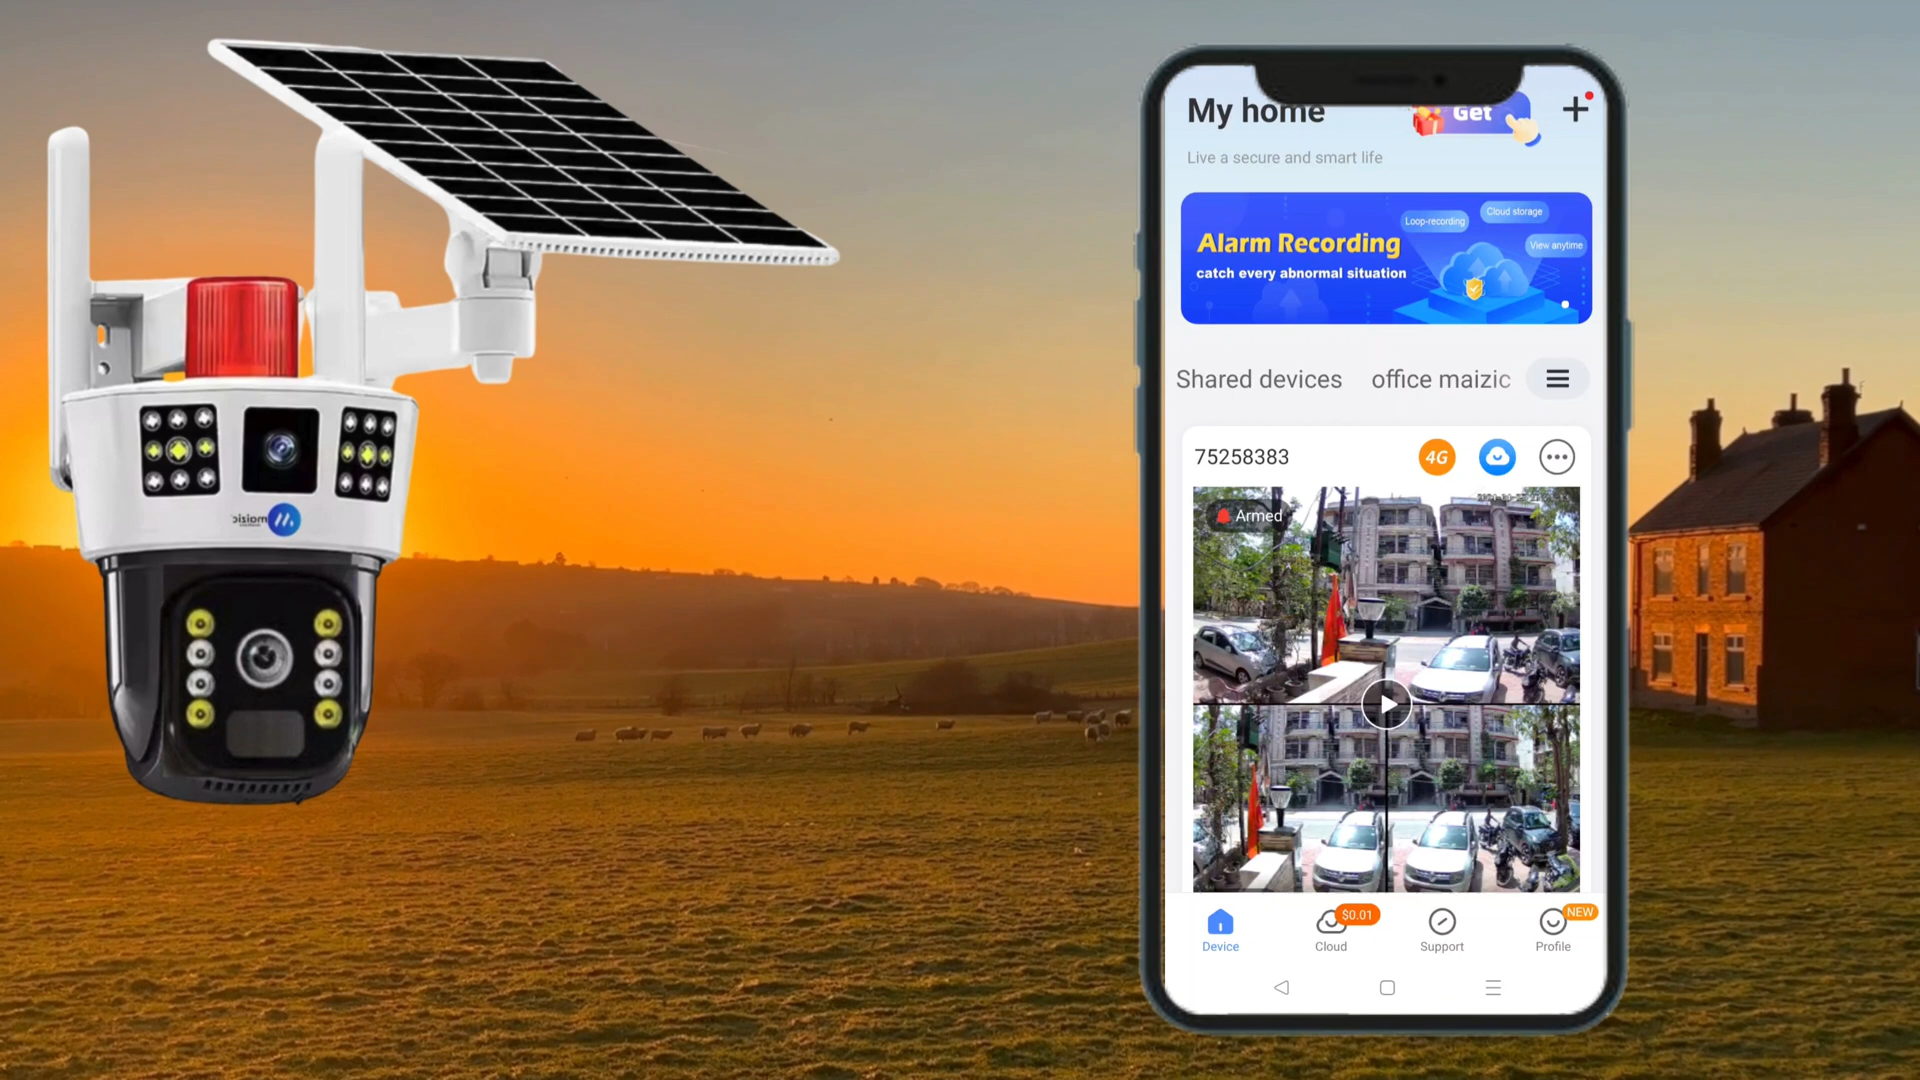 maizic
My home
Get
Live a secure and smart life
Loop-recording
Cloud storage
View anytime
Alarm Recording
catch every abnormal situation
Shared devices
office maizic
75258383
4G
Armed
Device
$0.01
Cloud
Support
NEW
Profile